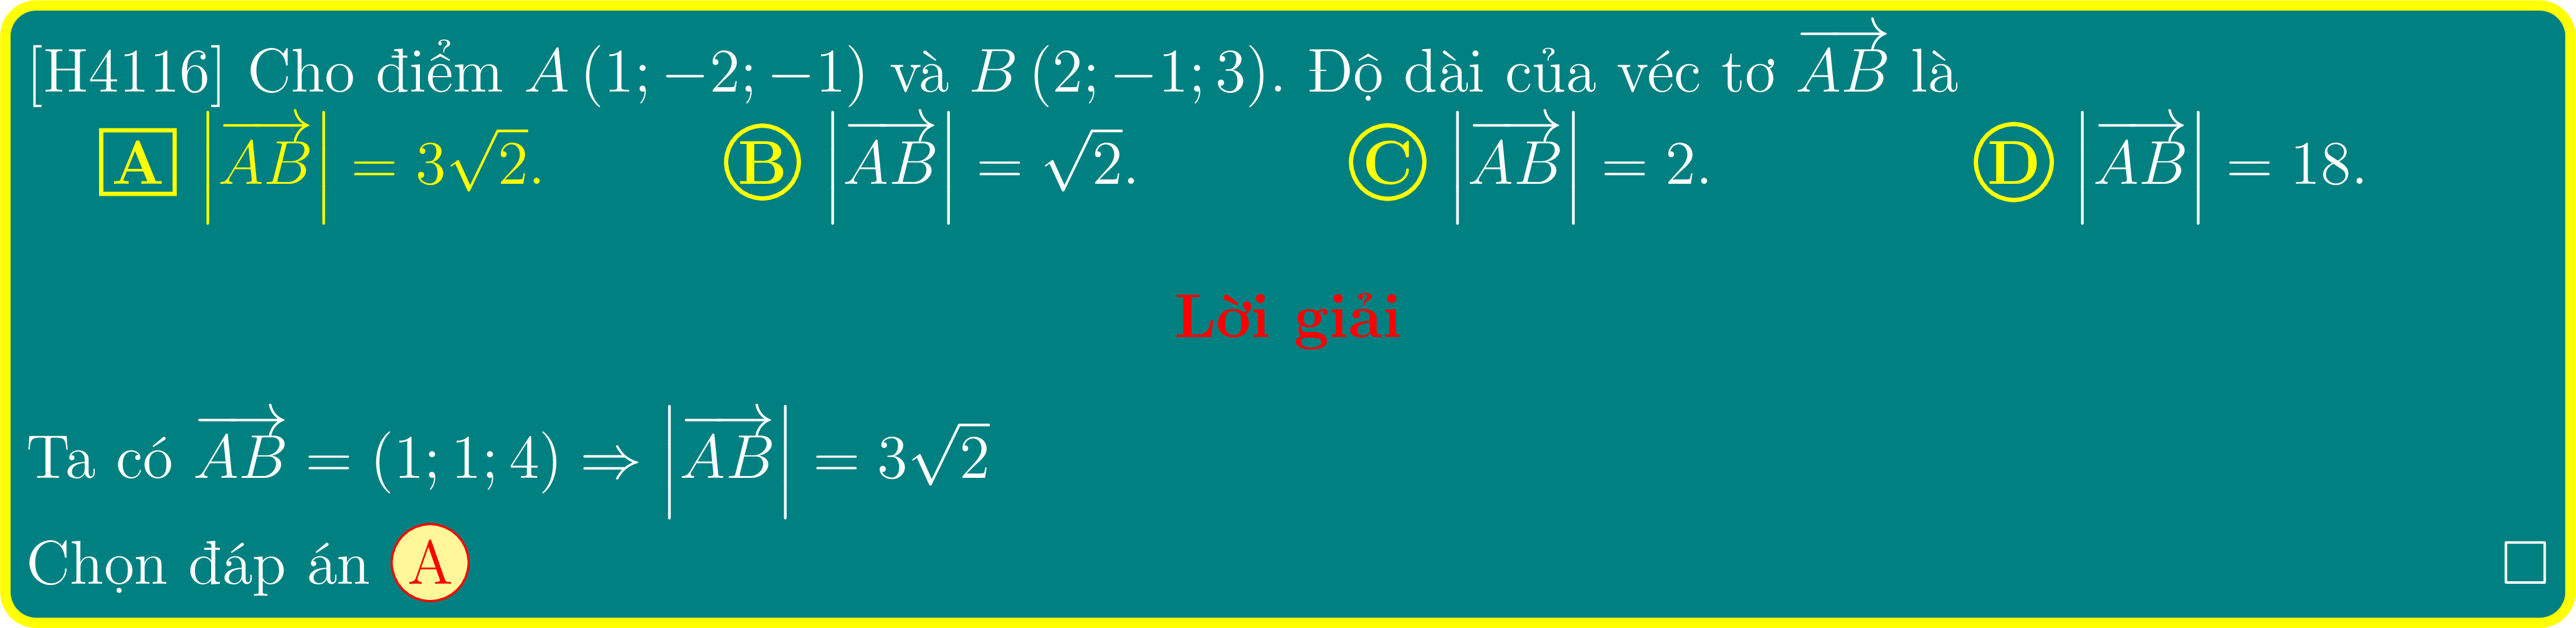 [H4116] Cho điểm A (1; −2; −1) và B (2; −1; 3). Độ dài của véc tơ $\overrightarrow{AB}$ là
A $\left|\overrightarrow{AB}\right| = 3\sqrt{2}$. B $\left|\overrightarrow{AB}\right| = \sqrt{2}$. C $\left|\overrightarrow{AB}\right| = 2$. D $\left|\overrightarrow{AB}\right| = 18$.
Lời giải
Ta có $\overrightarrow{AB} = (1; 1; 4) \Rightarrow \left|\overrightarrow{AB}\right| = 3\sqrt{2}$
Chọn đáp án A □